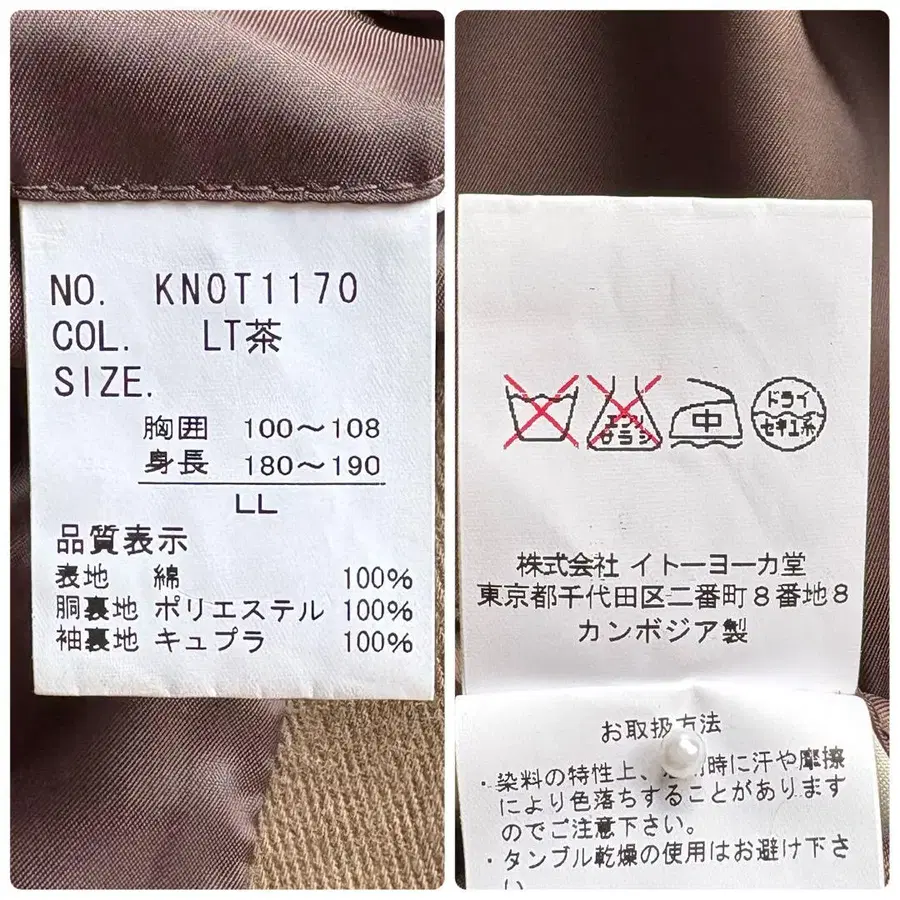 NO. KNOT1170
COL. LT茶
SIZE.
胸囲 100～108
身長 180～190
LL
品質表示
表地 綿 100%
胴裏地 ポリエステル 100%
袖裏地 キュプラ 100%
エンソ サラシ
中
ドライ
セキユ系
株式会社 イトーヨーカ堂
東京都千代田区二番町8番地8
カンボジア製
お取扱方法
・染料の特性上、時に汗や摩擦
により色落ちすることがあります
のでご注意下さい。
・タンブル乾燥の使用はお避け下さ
い